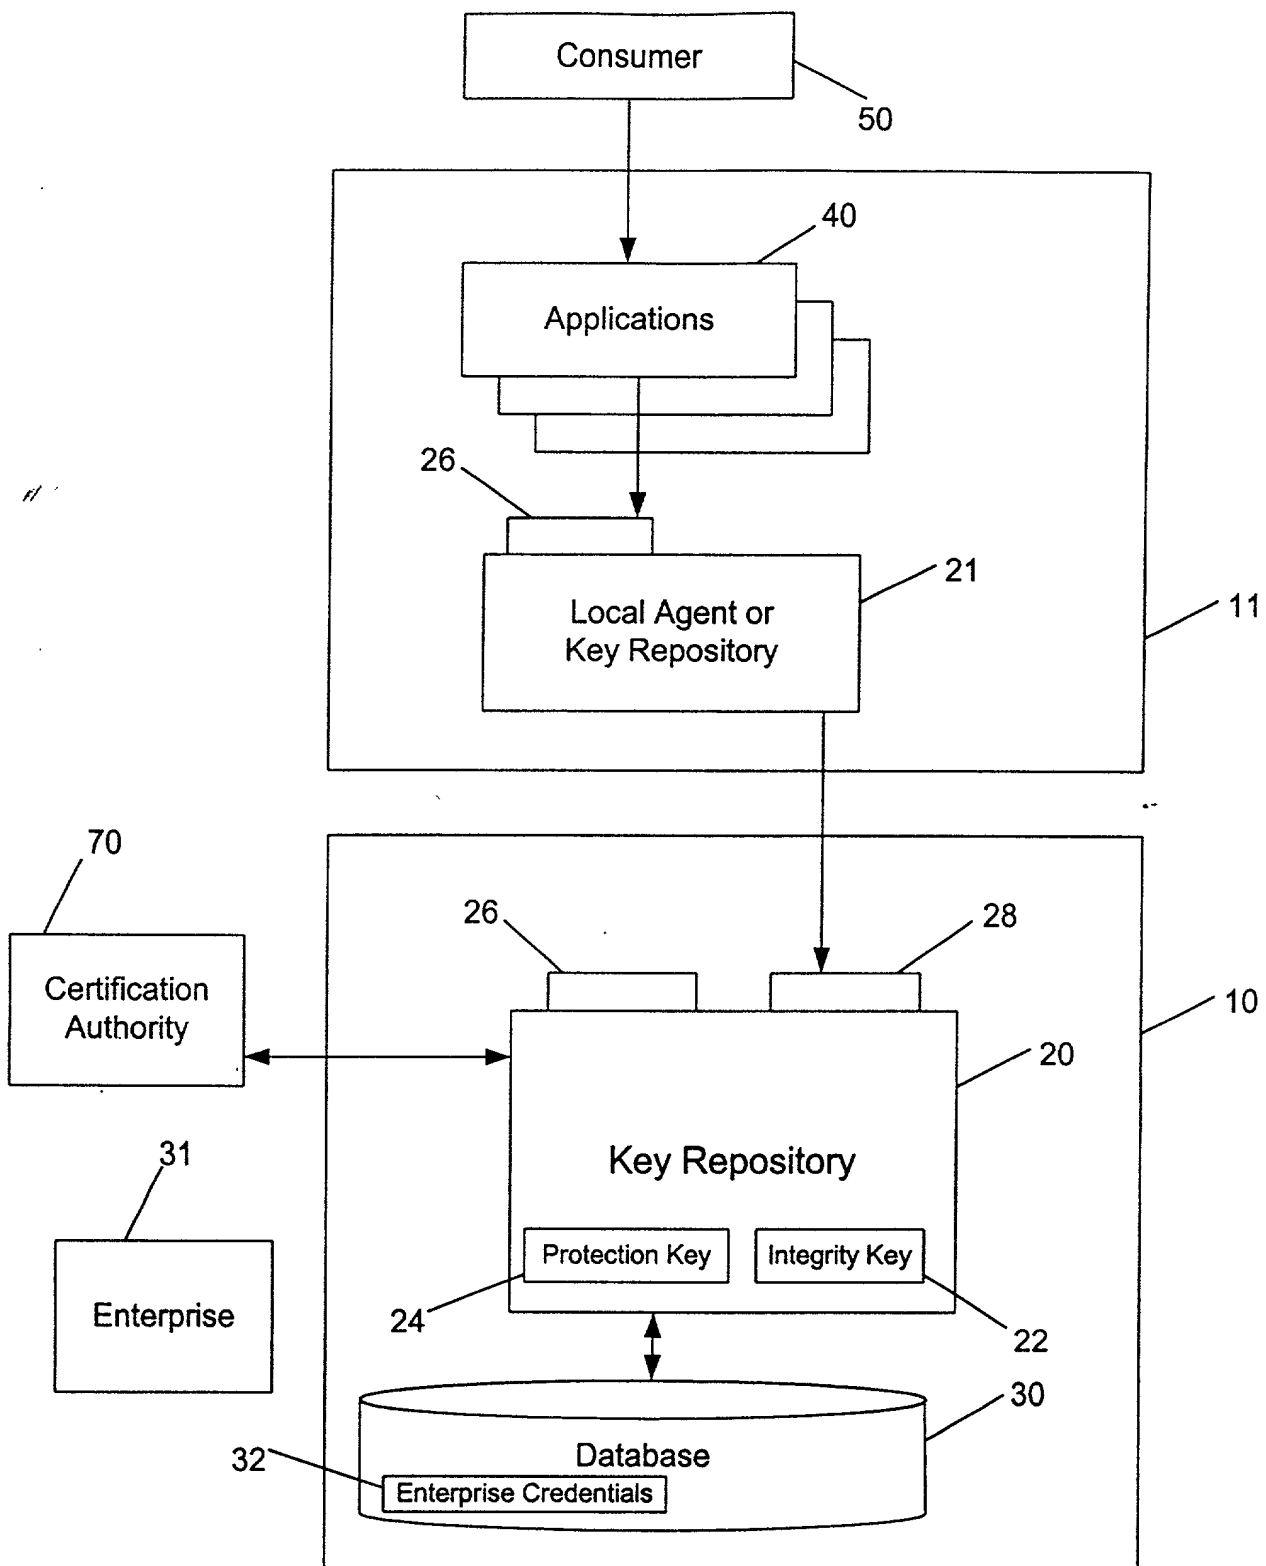 Consumer
50
40
Applications
26
21
Local Agent or
Key Repository
11
70
26
28
Certification
Authority
10
20
31
Key Repository
Protection Key
Integrity Key
Enterprise
24
22
30
Database
32
Enterprise Credentials